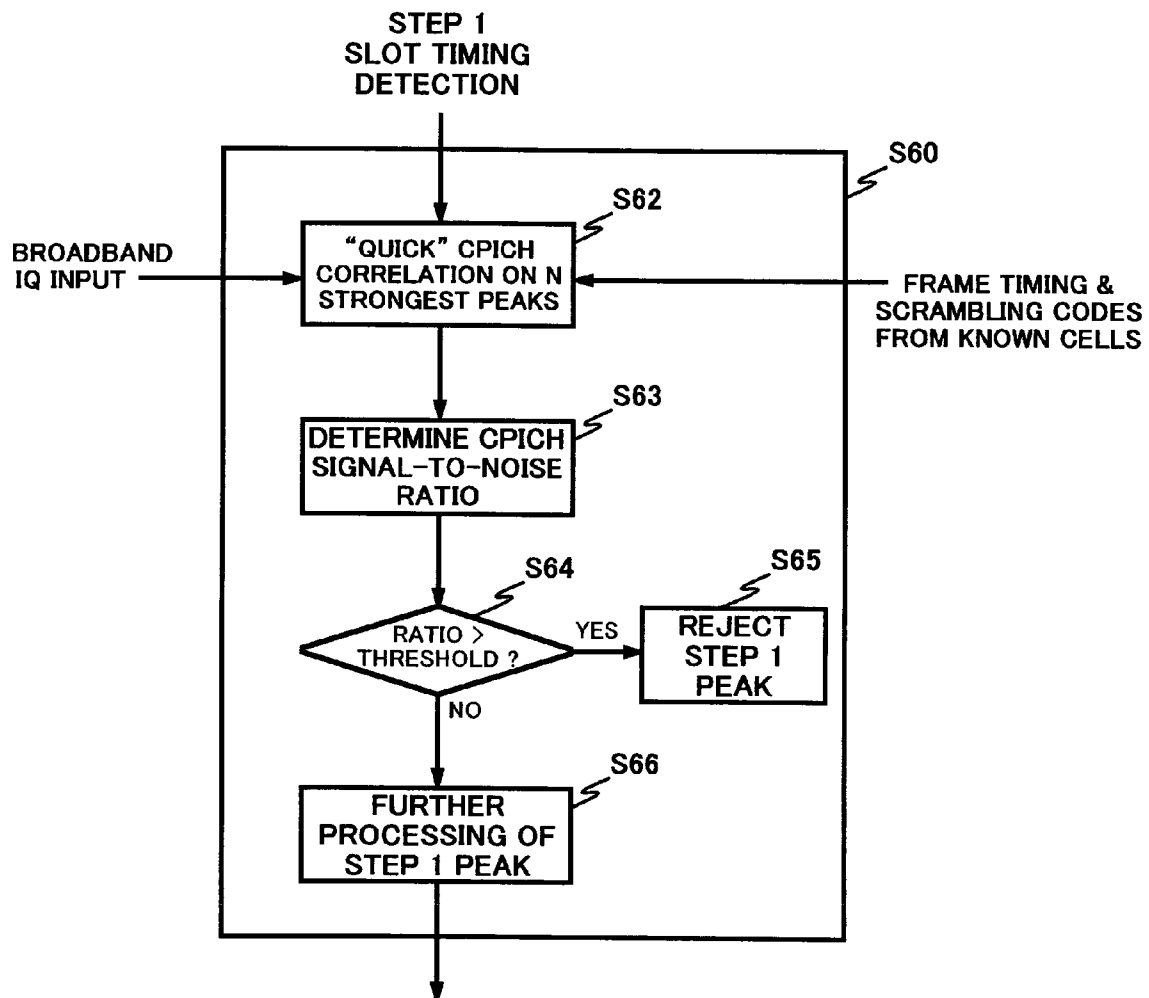 STEP 1
SLOT TIMING
DETECTION
S60
S62
BROADBAND
IQ INPUT
“QUICK” CPICH
CORRELATION ON N
STRONGEST PEAKS
FRAME TIMING &
SCRAMBLING CODES
FROM KNOWN CELLS
S63
DETERMINE CPICH
SIGNAL-TO-NOISE
RATIO
S64
RATIO >
THRESHOLD ?
YES
S65
REJECT
STEP 1
PEAK
NO
S66
FURTHER
PROCESSING OF
STEP 1 PEAK